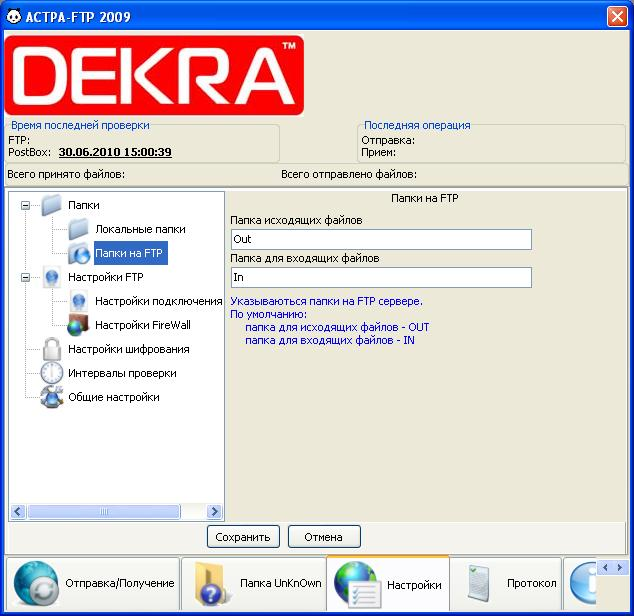 АСТРА-FTP 2009
DEKRA™
Время последней проверки
FTP:
PostBox: 30.06.2010 15:00:39
Последняя операция
Отправка:
Прием:
Всего принято файлов:
Всего отправлено файлов:
Папки
Локальные папки
Папки на FTP
Настройки FTP
Настройки подключения
Настройки FireWall
Настройки шифрования
Интервалы проверки
Общие настройки
Папки на FTP
Папка исходящих файлов
Out
Папка для входящих файлов
In
Указываються папки на FTP сервере.
По умолчанию:
папка для исходящих файлов - OUT
папка для входящих файлов - IN
Сохранить
Отмена
Отправка/Получение
Папка UnKnOwn
Настройки
Протокол